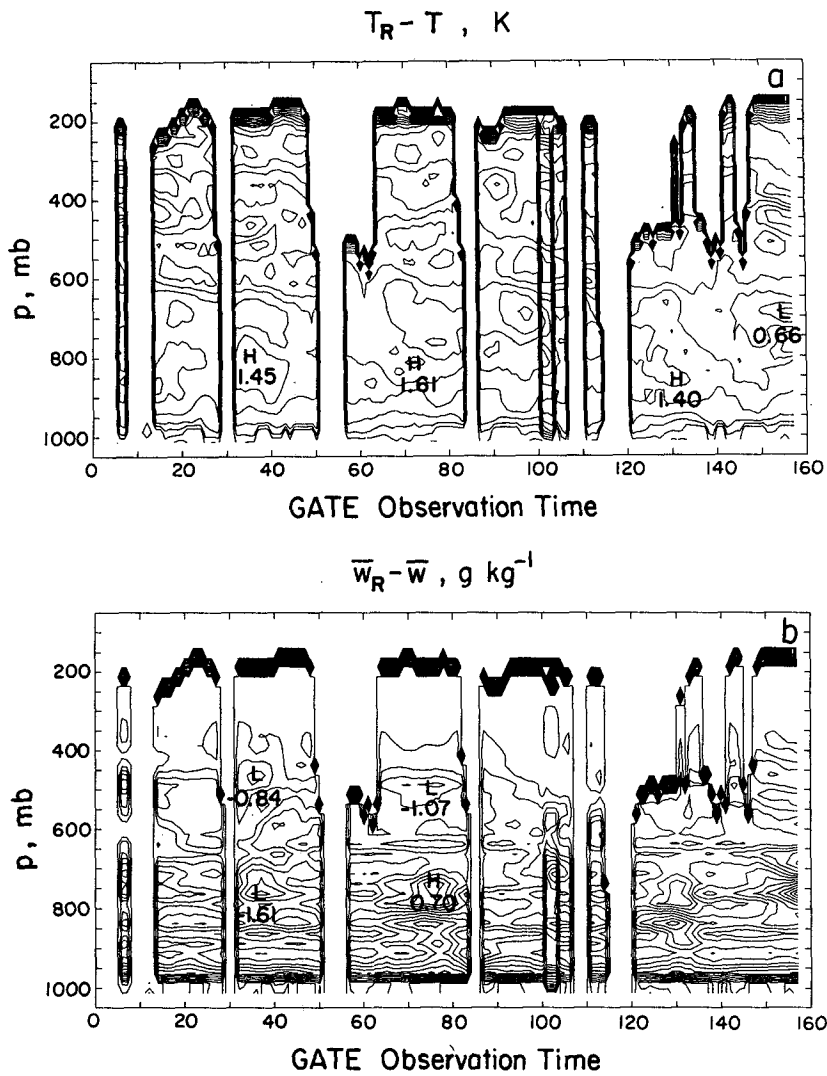 T_R - T , K
a
200
400
600
800
1000
p, mb
H
1.45
H
1.61
H
1.40
L
0.66
0 20 40 60 80 100 120 140 160
GATE Observation Time
w̅_R - w̅ , g kg⁻¹
b
200
400
600
800
1000
p, mb
L
-0.84
L
-1.07
L
-1.61
H
0.70
0 20 40 60 80 100 120 140 160
GATE Observation Time